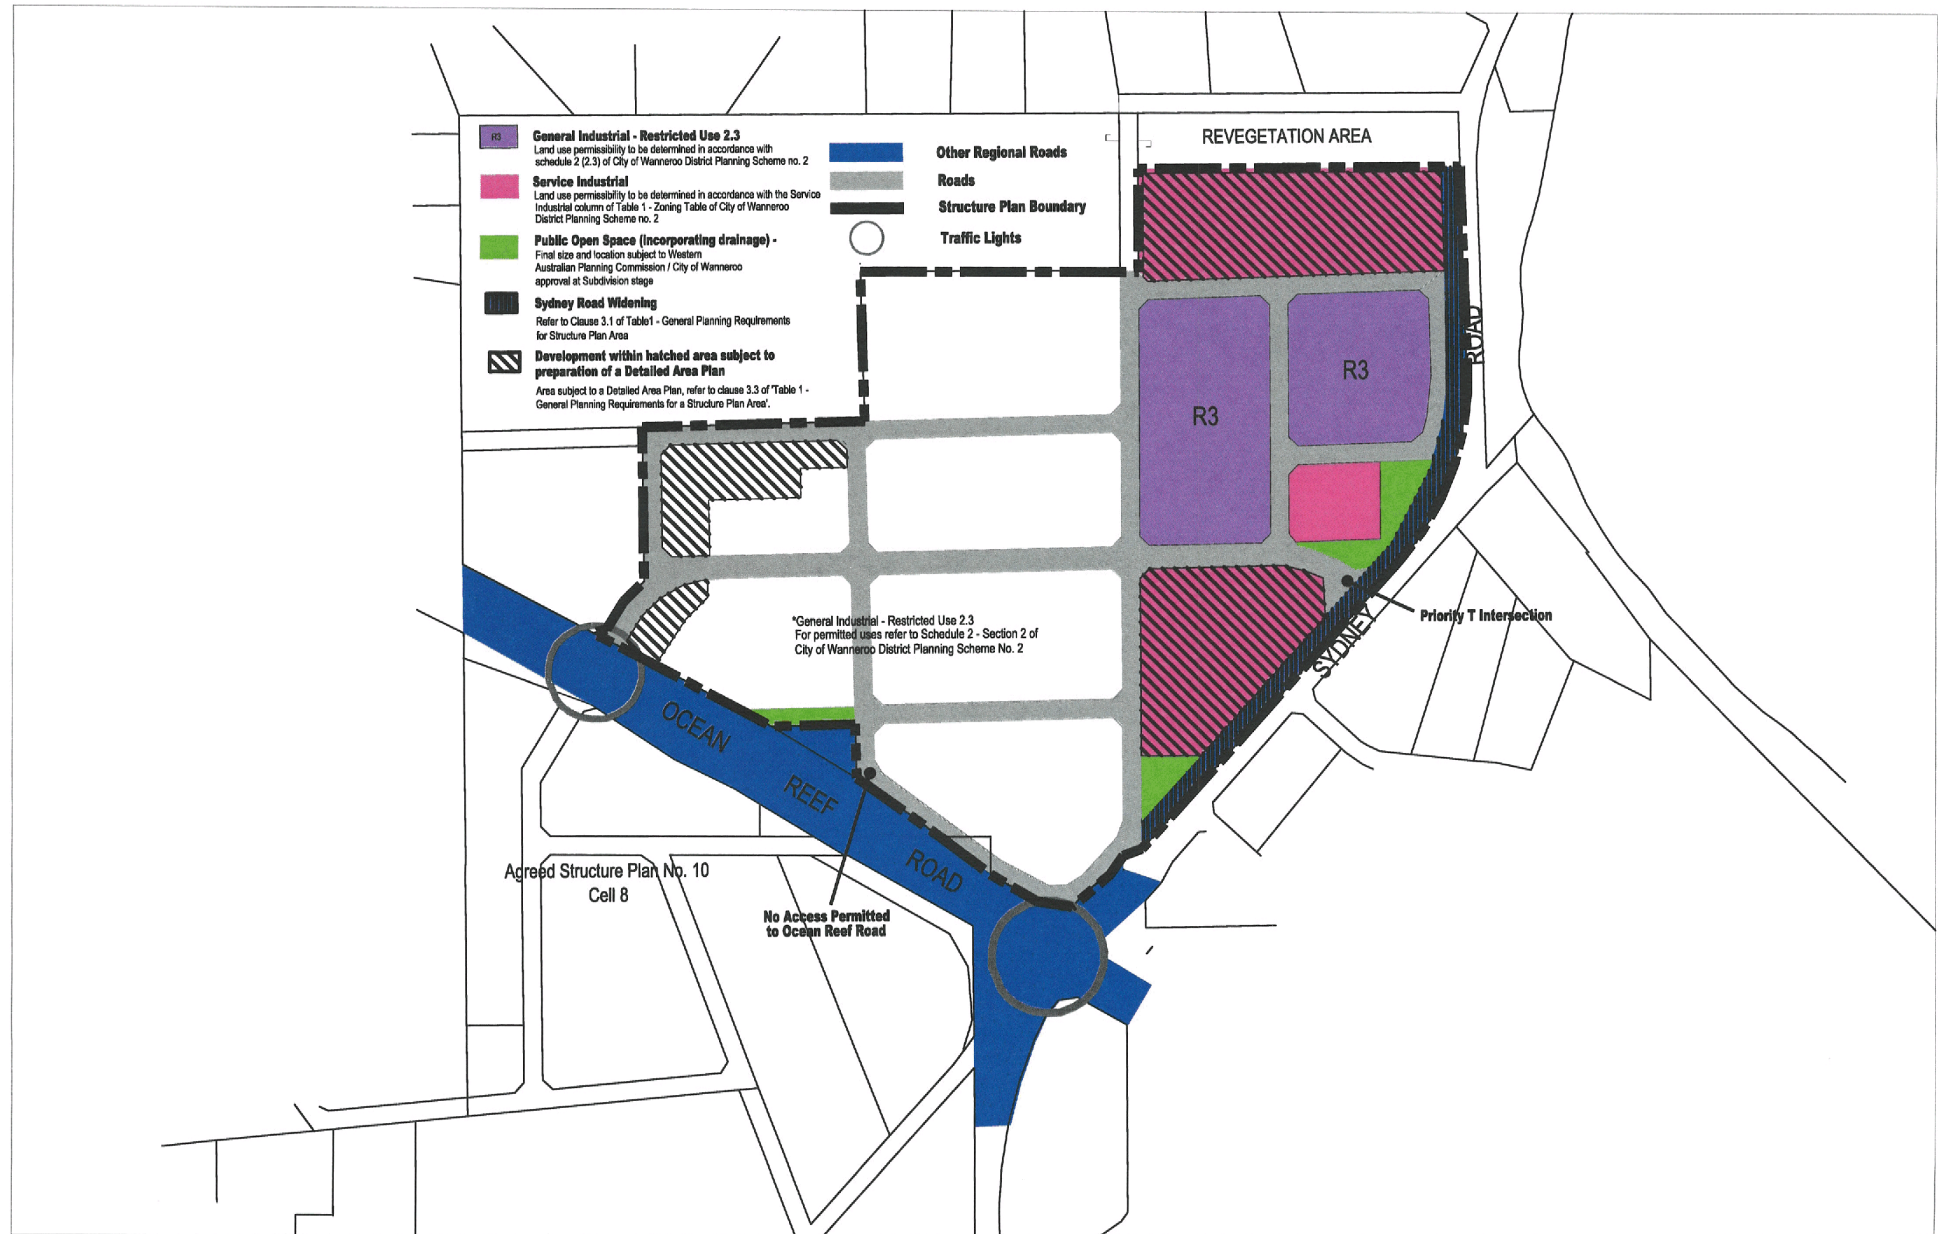 R3
General Industrial - Restricted Use 2.3
Land use permissibility to be determined in accordance with
schedule 2 (2.3) of City of Wanneroo District Planning Scheme no. 2
Service Industrial
Land use permissibility to be determined in accordance with the Service
Industrial column of Table 1 - Zoning Table of City of Wanneroo
District Planning Scheme no. 2
Public Open Space (Incorporating drainage) -
Final size and location subject to Western
Australian Planning Commission / City of Wanneroo
approval at Subdivision stage
Sydney Road Widening
Refer to Clause 3.1 of Table1 - General Planning Requirements
for Structure Plan Area
Development within hatched area subject to
preparation of a Detailed Area Plan
Area subject to a Detailed Area Plan, refer to clause 3.3 of 'Table 1 -
General Planning Requirements for a Structure Plan Area'.
Other Regional Roads
Roads
Structure Plan Boundary
Traffic Lights
REVEGETATION AREA
ROAD
R3
R3
Priority T Intersection
SYDNEY
*General Industrial - Restricted Use 2.3
For permitted uses refer to Schedule 2 - Section 2 of
City of Wanneroo District Planning Scheme No. 2
OCEAN
REEF
ROAD
Agreed Structure Plan No. 10
Cell 8
No Access Permitted
to Ocean Reef Road